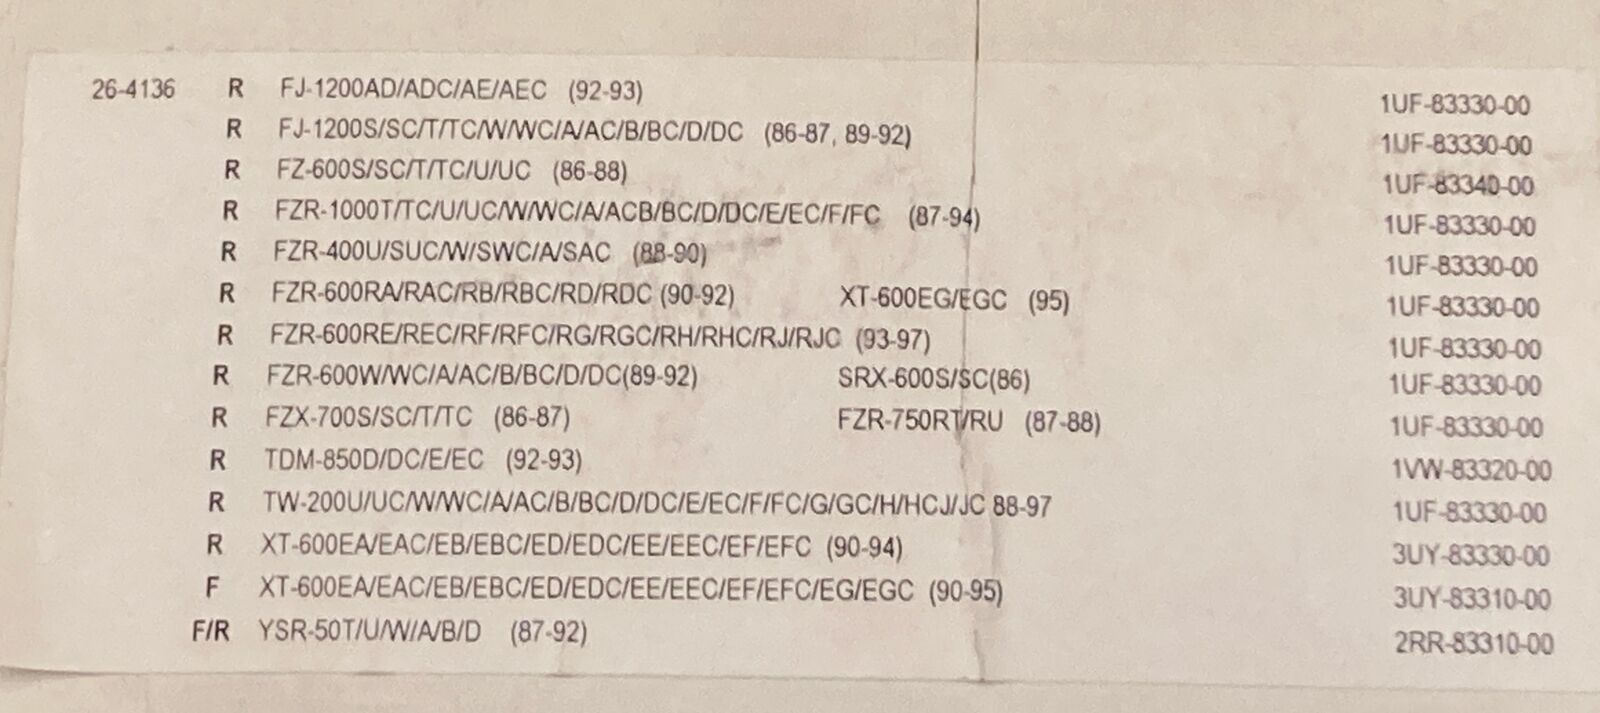 26-4136 R FJ-1200AD/ADC/AE/AEC (92-93) 1UF-83330-00
R FJ-1200S/SC/T/TC/W/WC/A/AC/B/BC/D/DC (86-87, 89-92) 1UF-83330-00
R FZ-600S/SC/T/TC/U/UC (86-88) 1UF-83340-00
R FZR-1000T/TC/U/UC/W/WC/A/ACB/BC/D/DC/E/EC/F/FC (87-94) 1UF-83330-00
R FZR-400U/SUC/W/SWC/A/SAC (88-90) 1UF-83330-00
R FZR-600RA/RAC/RB/RBC/RD/RDC (90-92) XT-600EG/EGC (95) 1UF-83330-00
R FZR-600RE/REC/RF/RFC/RG/RGC/RH/RHC/RJ/RJC (93-97) 1UF-83330-00
R FZR-600W/WC/A/AC/B/BC/D/DC(89-92) SRX-600S/SC(86) 1UF-83330-00
R FZX-700S/SC/T/TC (86-87) FZR-750RT/RU (87-88) 1UF-83330-00
R TDM-850D/DC/E/EC (92-93) 1VW-83320-00
R TW-200U/UC/W/WC/A/AC/B/BC/D/DC/E/EC/F/FC/G/GC/H/HCJ/JC 88-97 1UF-83330-00
R XT-600EA/EAC/EB/EBC/ED/EDC/EE/EEC/EF/EFC (90-94) 3UY-83330-00
F XT-600EA/EAC/EB/EBC/ED/EDC/EE/EEC/EF/EFC/EG/EGC (90-95) 3UY-83310-00
F/R YSR-50T/U/W/A/B/D (87-92) 2RR-83310-00